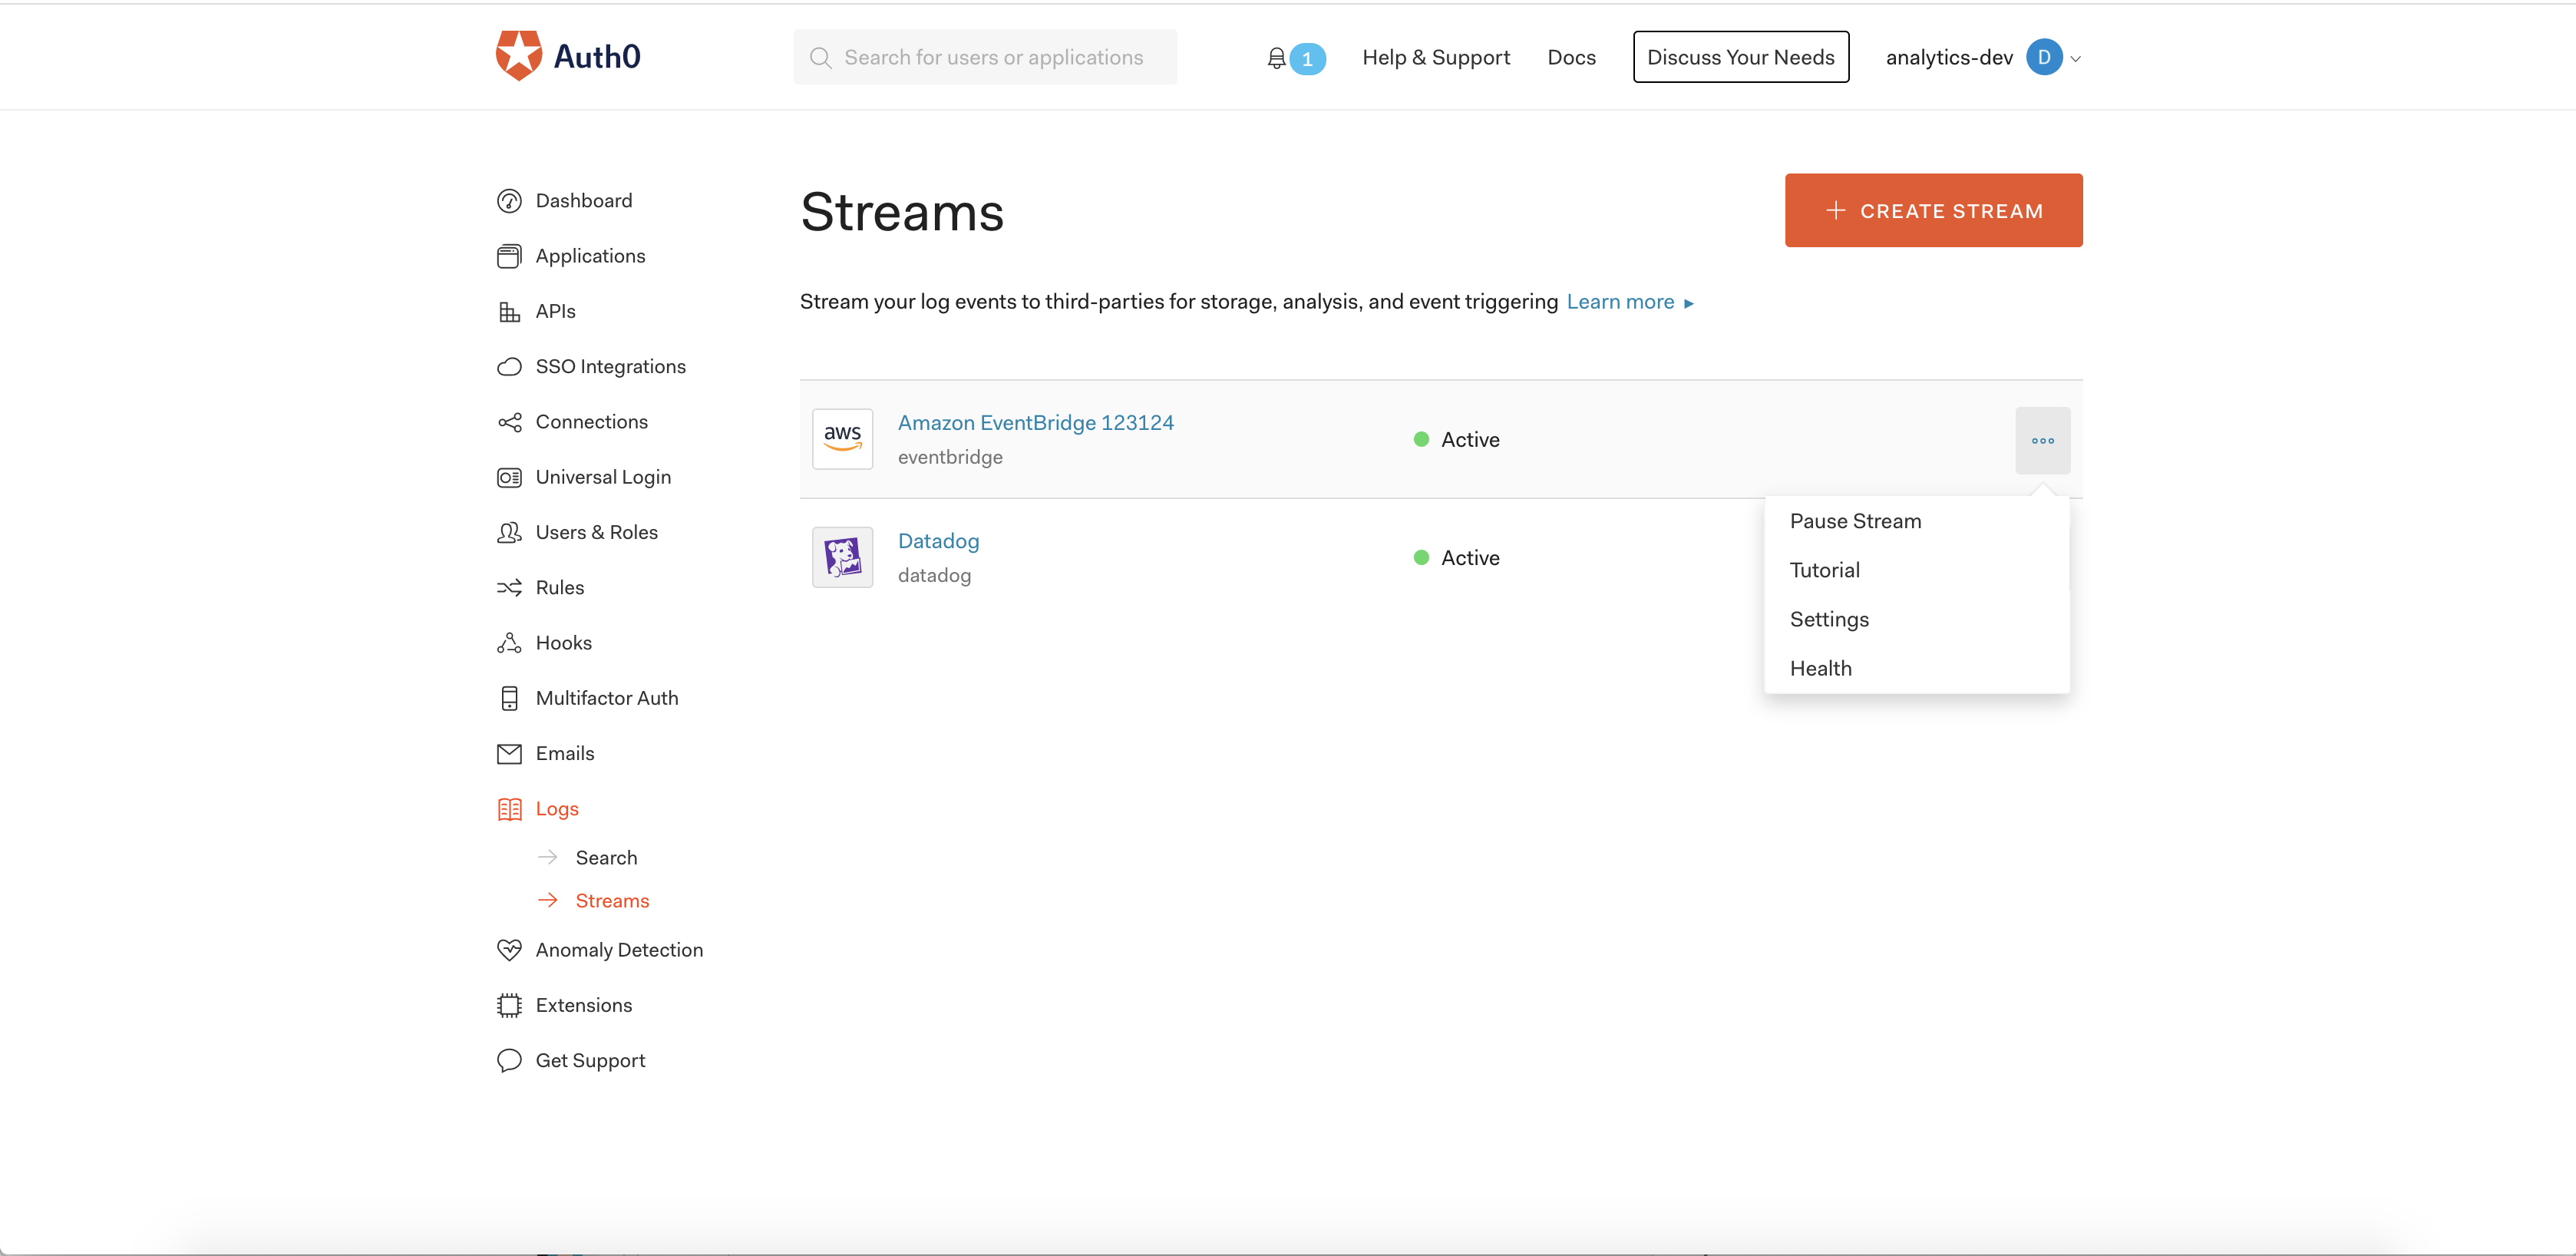 Auth0
Search for users or applications
1
Help & Support
Docs
Discuss Your Needs
analytics-dev
D
Dashboard
Applications
APIs
SSO Integrations
Connections
Universal Login
Users & Roles
Rules
Hooks
Multifactor Auth
Emails
Logs
Search
Streams
Anomaly Detection
Extensions
Get Support
Streams
+ CREATE STREAM
Stream your log events to third-parties for storage, analysis, and event triggering Learn more ▸
aws
Amazon EventBridge 123124
eventbridge
Active
Datadog
datadog
Active
Pause Stream
Tutorial
Settings
Health